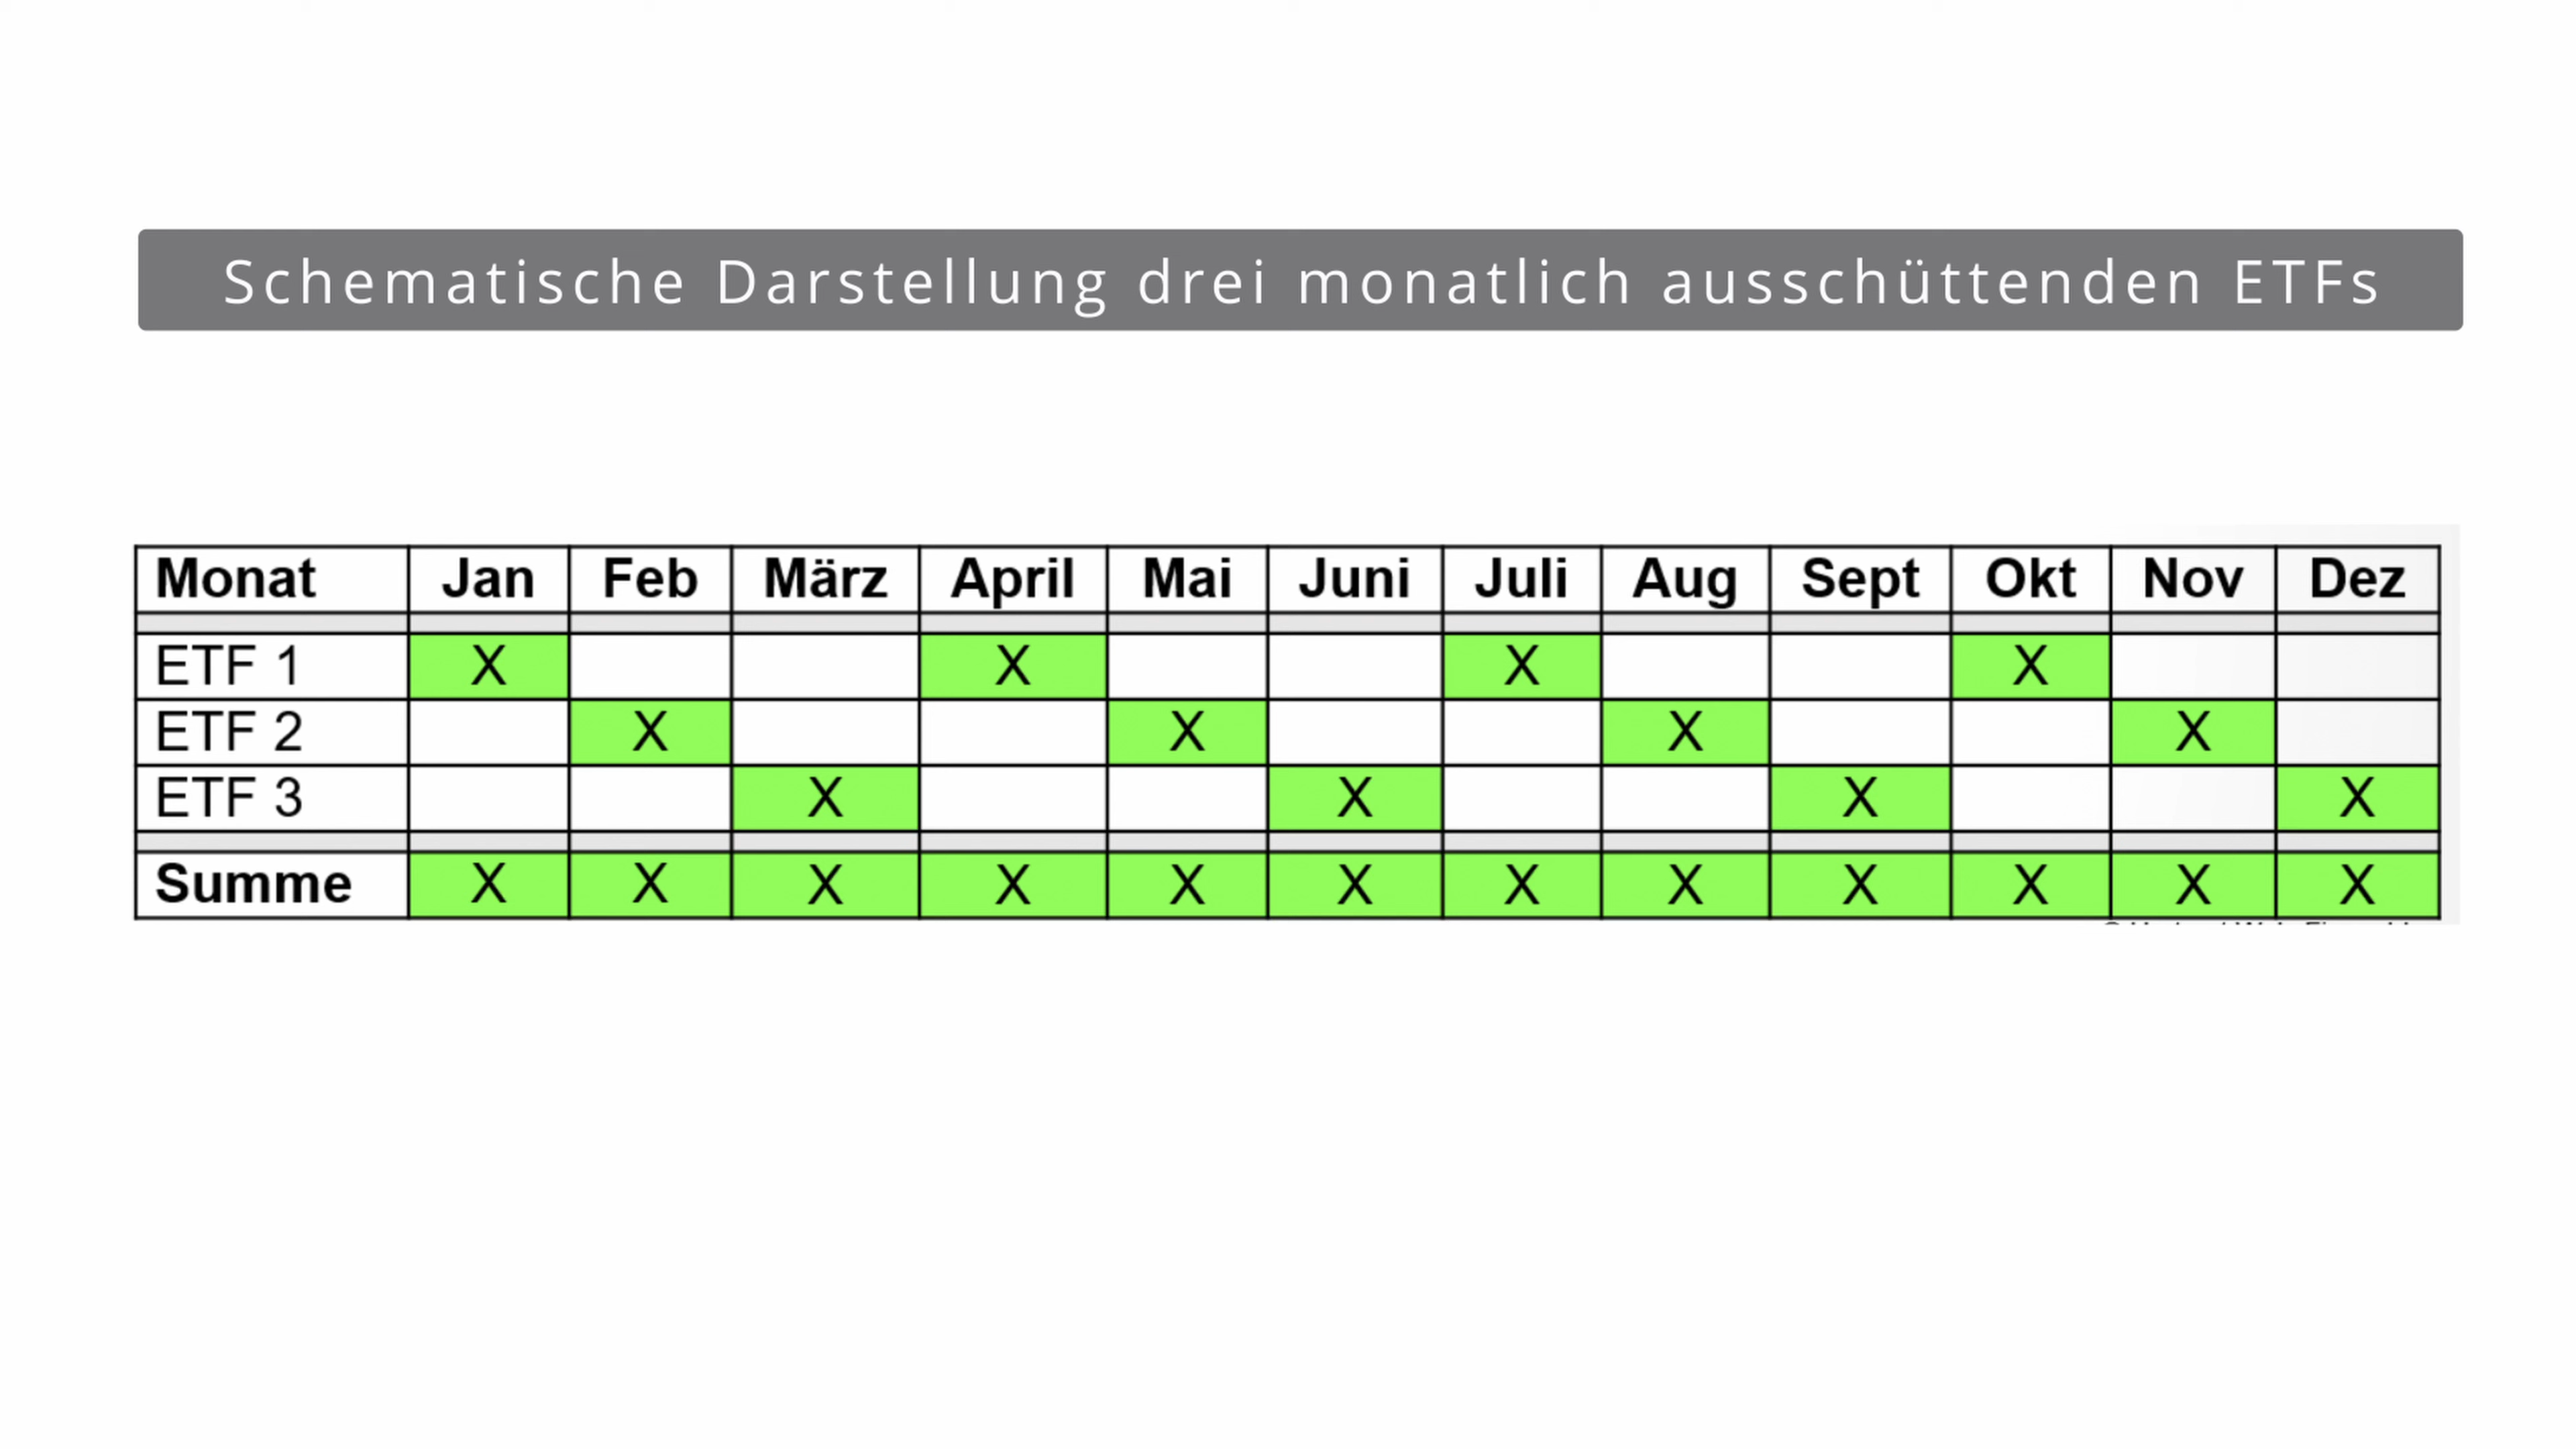 Schematische Darstellung drei monatlich ausschüttenden ETFs
Monat Jan Feb März April Mai Juni Juli Aug Sept Okt Nov Dez
ETF 1 X X X X
ETF 2 X X X X
ETF 3 X X X X
Summe X X X X X X X X X X X X